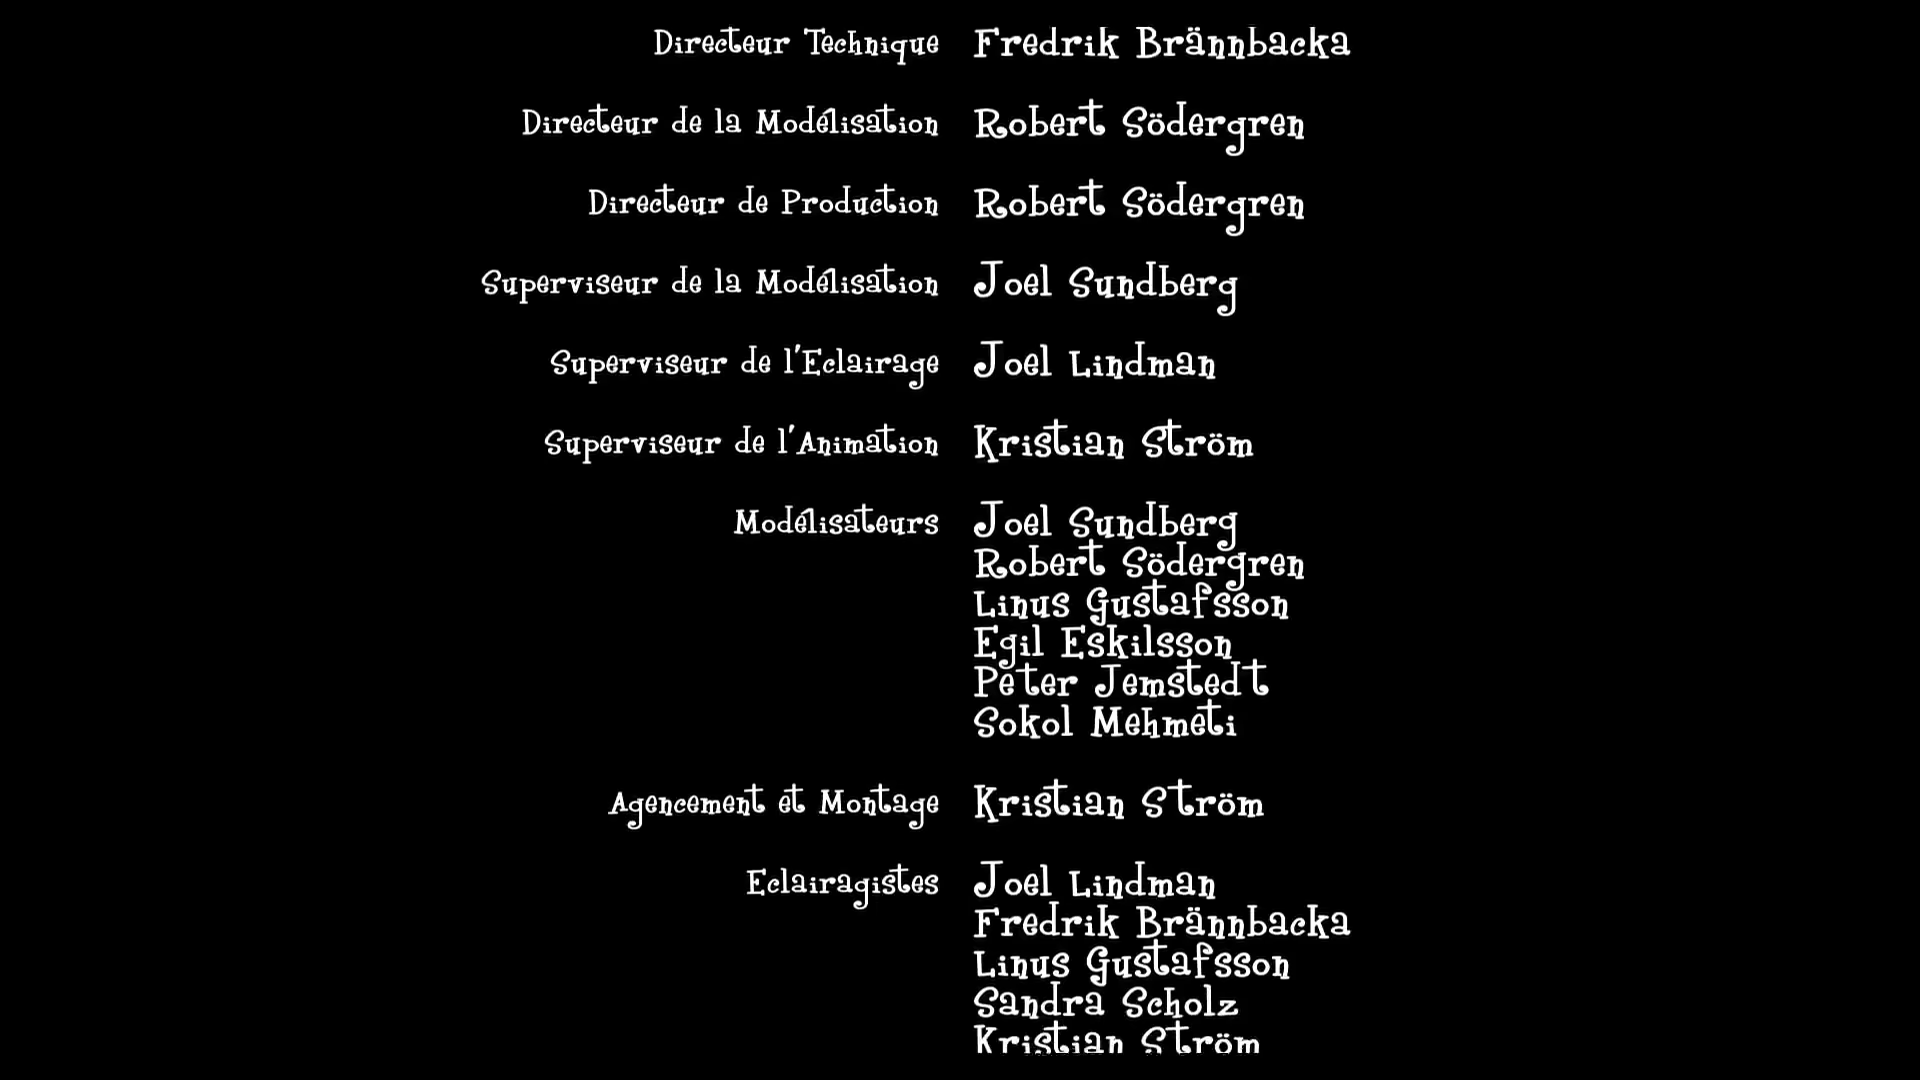 Directeur Technique Fredrik Brännbacka
Directeur de la Modélisation Robert Södergren
Directeur de Production Robert Södergren
Superviseur de la Modélisation Joel Sundberg
Superviseur de l'Eclairage Joel Lindman
Superviseur de l'Animation Kristian Ström
Modélisateurs Joel Sundberg
Robert Södergren
Linus Gustafsson
Egil Eskilsson
Peter Jemstedt
Sokol Mehmeti
Agencement et Montage Kristian Ström
Eclairagistes Joel Lindman
Fredrik Brännbacka
Linus Gustafsson
Sandra Scholz
Kristian Ström